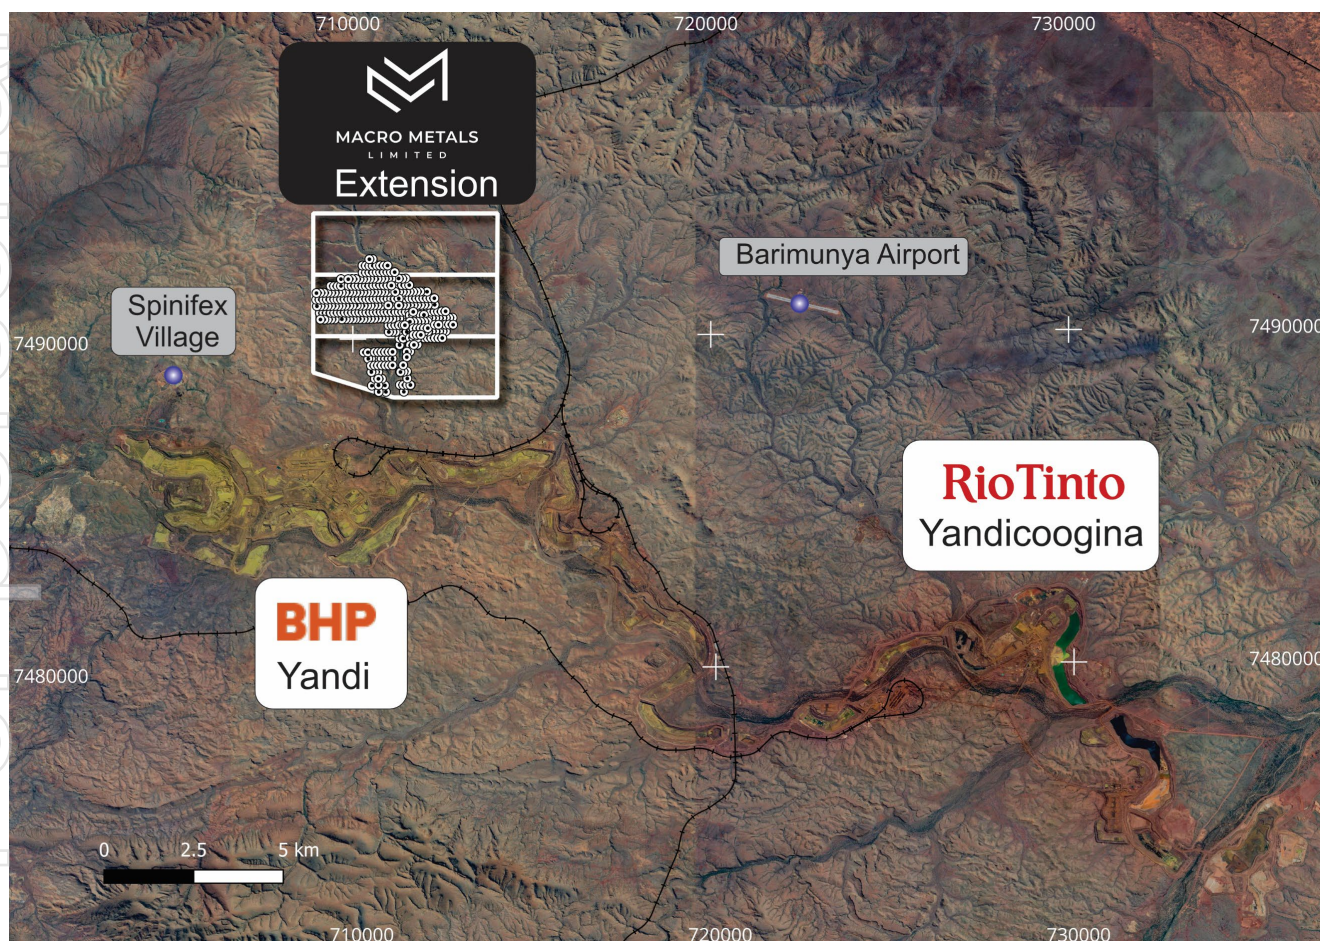 710000
720000
730000
MACRO METALS
LIMITED
Extension
Barimunya Airport
Spinifex
Village
7490000
7490000
RioTinto
Yandicoogina
BHP
Yandi
7480000
7480000
0 2.5 5 km
710000
720000
730000